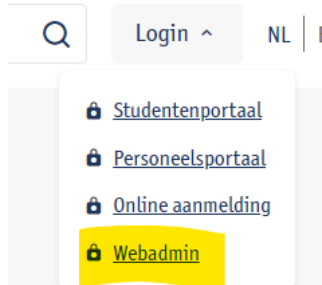 Login NL
Studentenportaal
Personeelsportaal
Online aanmelding
Webadmin